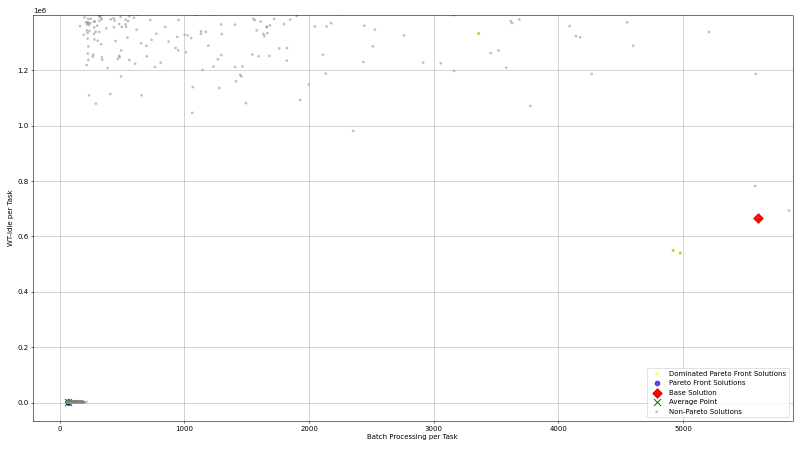 1e6
1.2
1.0
0.8
0.6
0.4
0.2
0.0
WT-Idle per Task
0
1000
2000
3000
4000
5000
Batch Processing per Task
Dominated Pareto Front Solutions
Pareto Front Solutions
Base Solution
Average Point
Non-Pareto Solutions